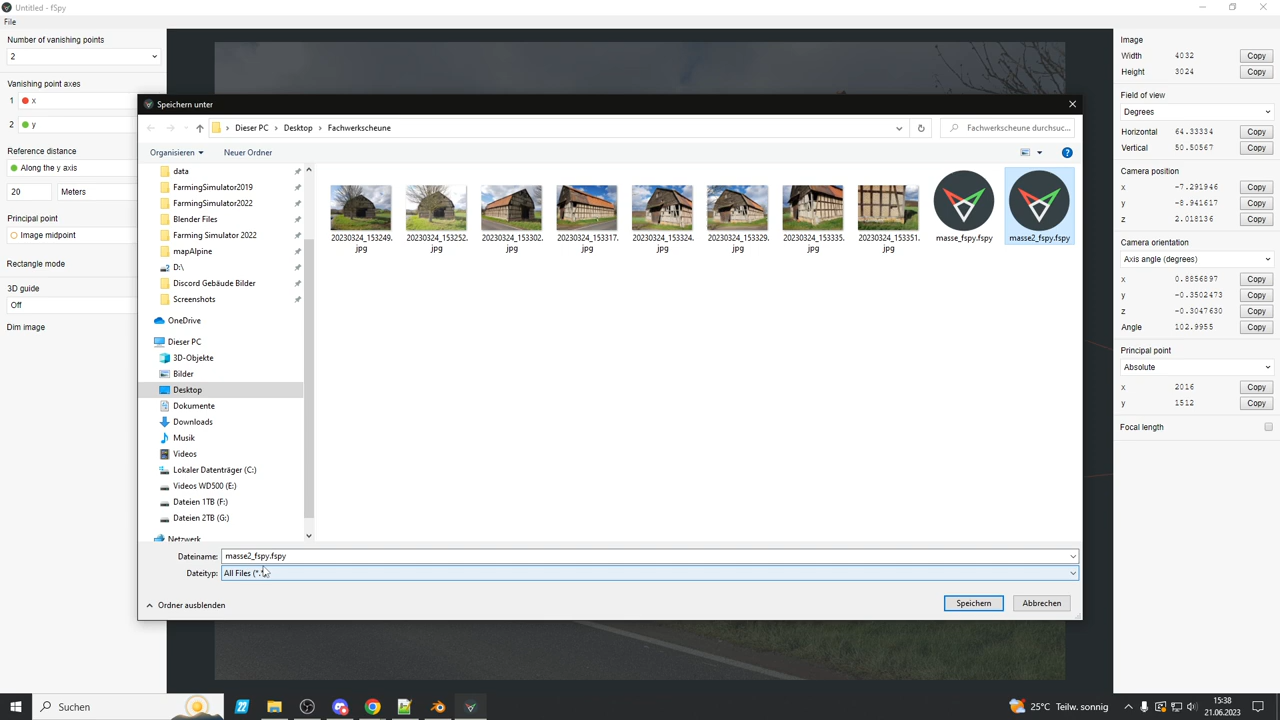 Untitled - fSpy
File
Number of vanishing points
2
Vanishing point axes
1 x
2 y
Reference distance
Along the y axis
20 Meters
Principal point
Image midpoint
Rectangle mode
3D guide
Off
Dim image
Speichern unter
Dieser PC > Desktop > Fachwerkscheune
Fachwerkscheune durchsuc...
Organisieren Neuer Ordner
data
FarmingSimulator2019
FarmingSimulator2022
Blender Files
Farming Simulator 2022
mapAlpine
D:\
Discord Gebäude Bilder
Screenshots
OneDrive
Dieser PC
3D-Objekte
Bilder
Desktop
Dokumente
Downloads
Musik
Videos
Lokaler Datenträger (C:)
Videos WD500 (E:)
Dateien 1TB (F:)
Dateien 2TB (G:)
Netzwerk
20230324_153249.jpg
20230324_153252.jpg
20230324_153302.jpg
20230324_153317.jpg
20230324_153324.jpg
20230324_153329.jpg
20230324_153335.jpg
20230324_153351.jpg
masse_fspy.fspy
masse2_fspy.fspy
Dateiname: masse2_fspy.fspy
Dateityp: All Files (*.*)
Ordner ausblenden
Speichern Abbrechen
Image
Width 4032 Copy
Height 3024 Copy
Field of view
Degrees
Horizontal 64.33334 Copy
Vertical 50.50567 Copy
Camera position
x -7.291946 Copy
y -8.941617 Copy
z 2.018136 Copy
Camera orientation
Axis angle (degrees)
x 0.8856897 Copy
y -0.3502473 Copy
z -0.3047630 Copy
Angle 102.9955 Copy
Principal point
Absolute
x 2016 Copy
y 1512 Copy
Focal length
Suchen
25°C Teilw. sonnig
15:38
21.06.2023